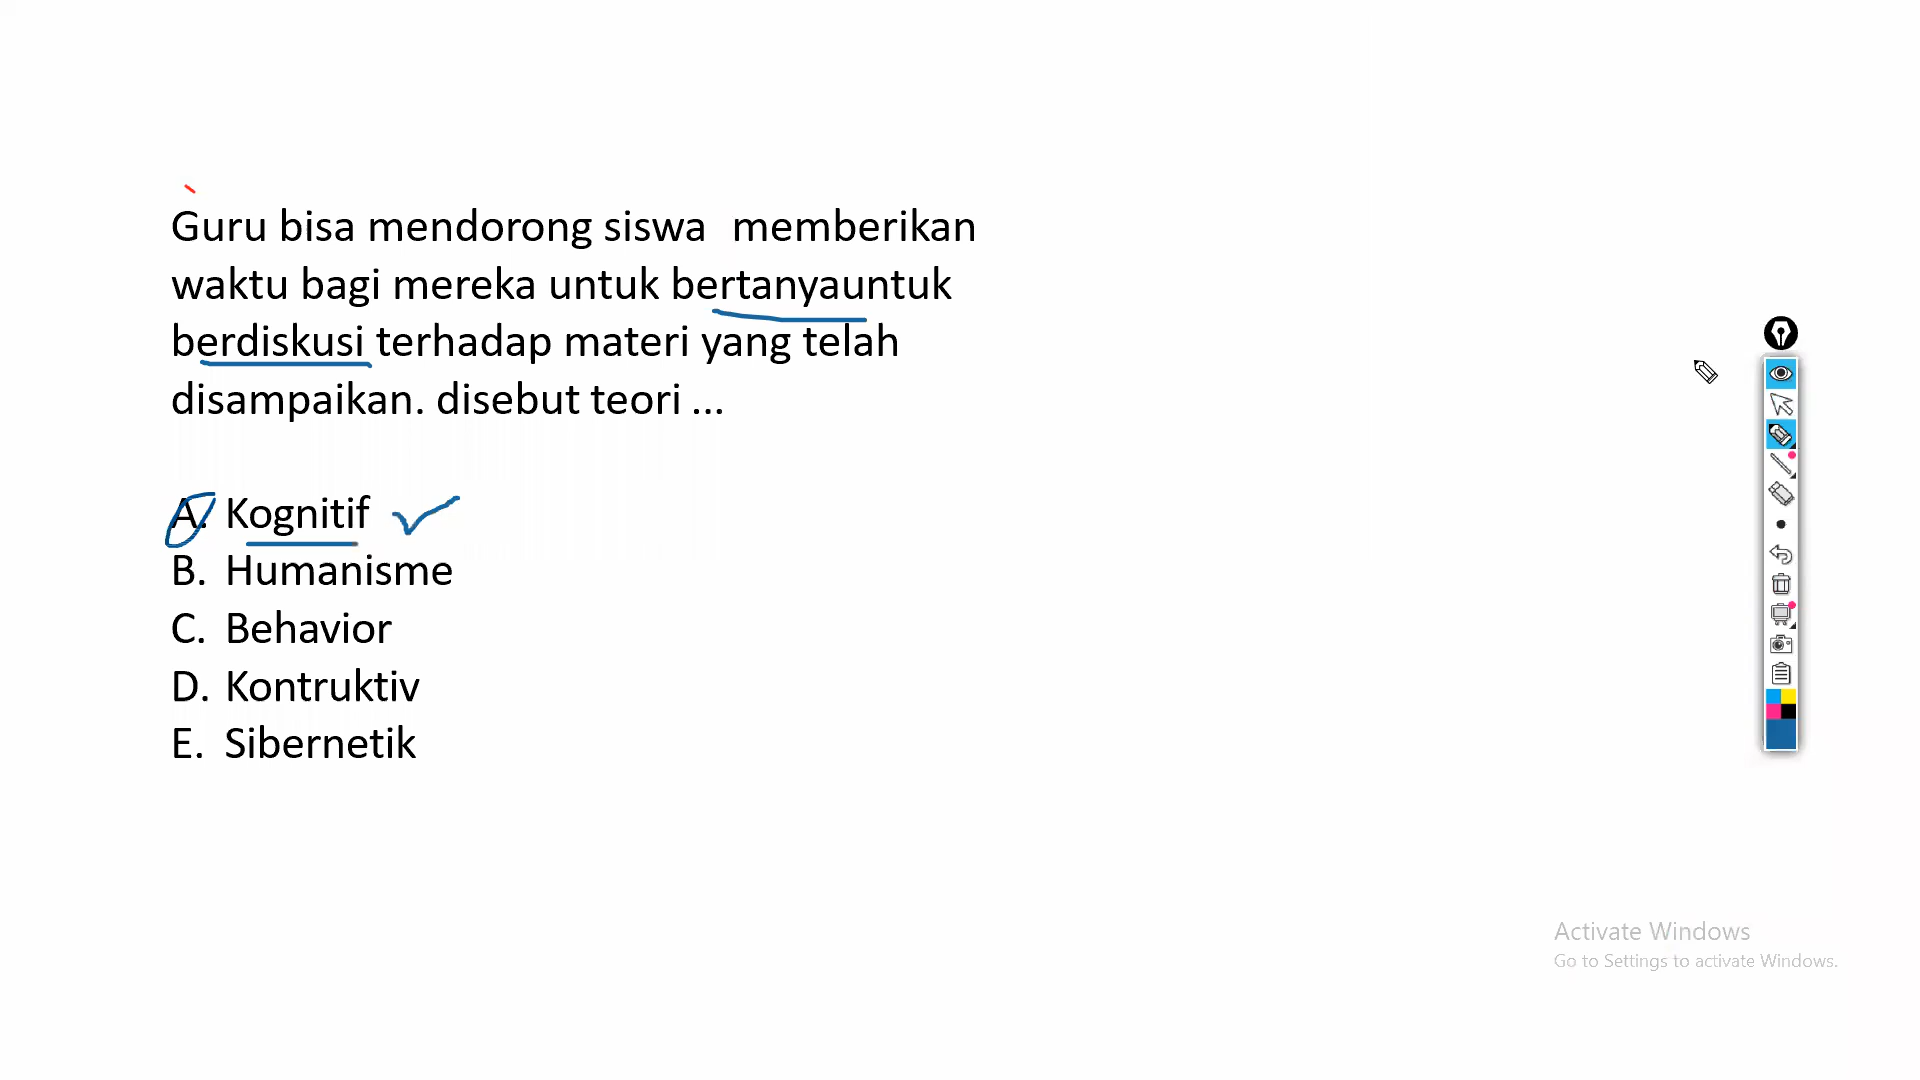 Guru bisa mendorong siswa  memberikan
waktu bagi mereka untuk bertanyauntuk
berdiskusi terhadap materi yang telah
disampaikan. disebut teori ...
A. Kognitif
B. Humanisme
C. Behavior
D. Kontruktiv
E. Sibernetik
Activate Windows
Go to Settings to activate Windows.